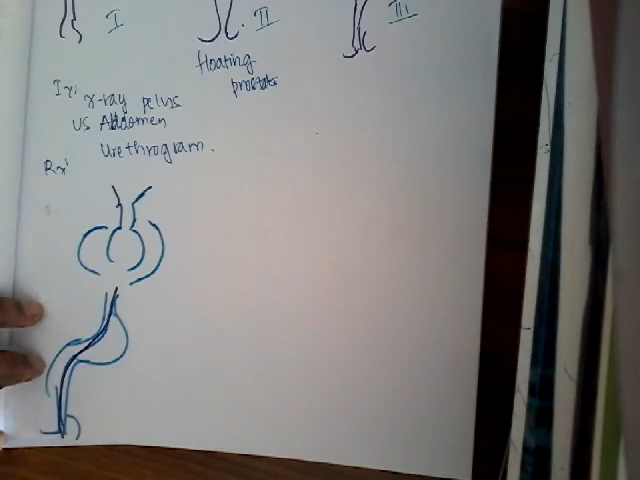 I
II
III
floating
prostate
Ix:
x-ray pelvis
US Abdomen
Urethrogram.
Rx: